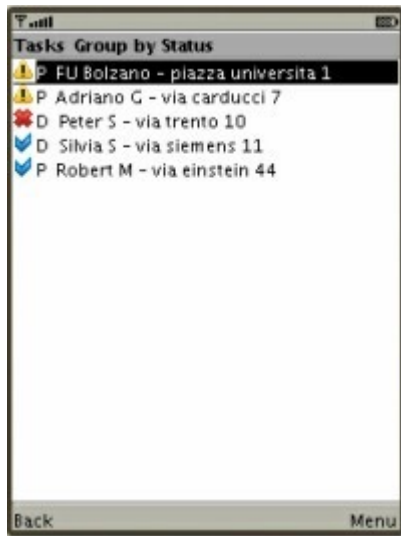 Tasks Group by Status
P FU Bolzano - piazza universita 1
P Adriano G - via carducci 7
D Peter S - via trento 10
D Silvia S - via siemens 11
P Robert M - via einstein 44
Back Menu